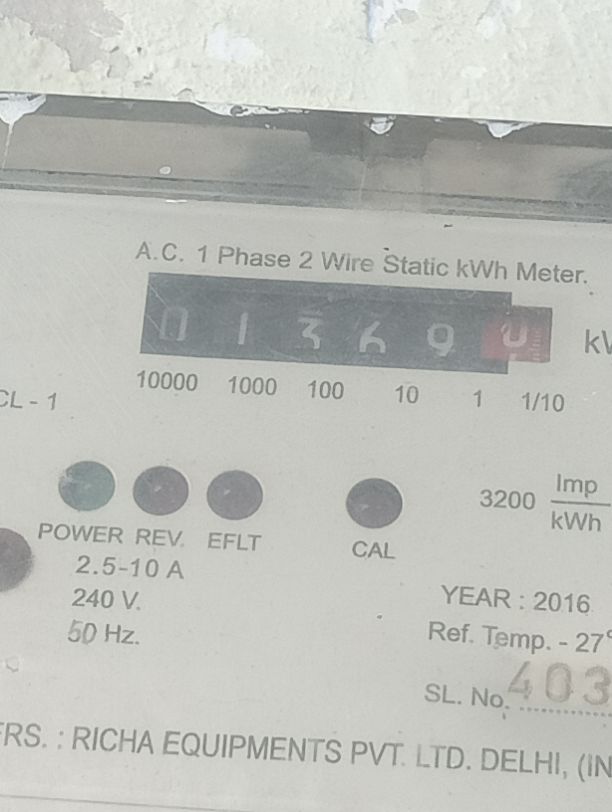 A.C. 1 Phase 2 Wire Static kWh Meter.
0 1 3 6 9 0
10000 1000 100 10 1 1/10
CL - 1
3200 Imp
kWh
POWER REV. EFLT CAL
2.5-10 A
240 V.
50 Hz.
YEAR : 2016
Ref. Temp. - 27°
SL. No. 403
FRS. : RICHA EQUIPMENTS PVT. LTD. DELHI, (IN